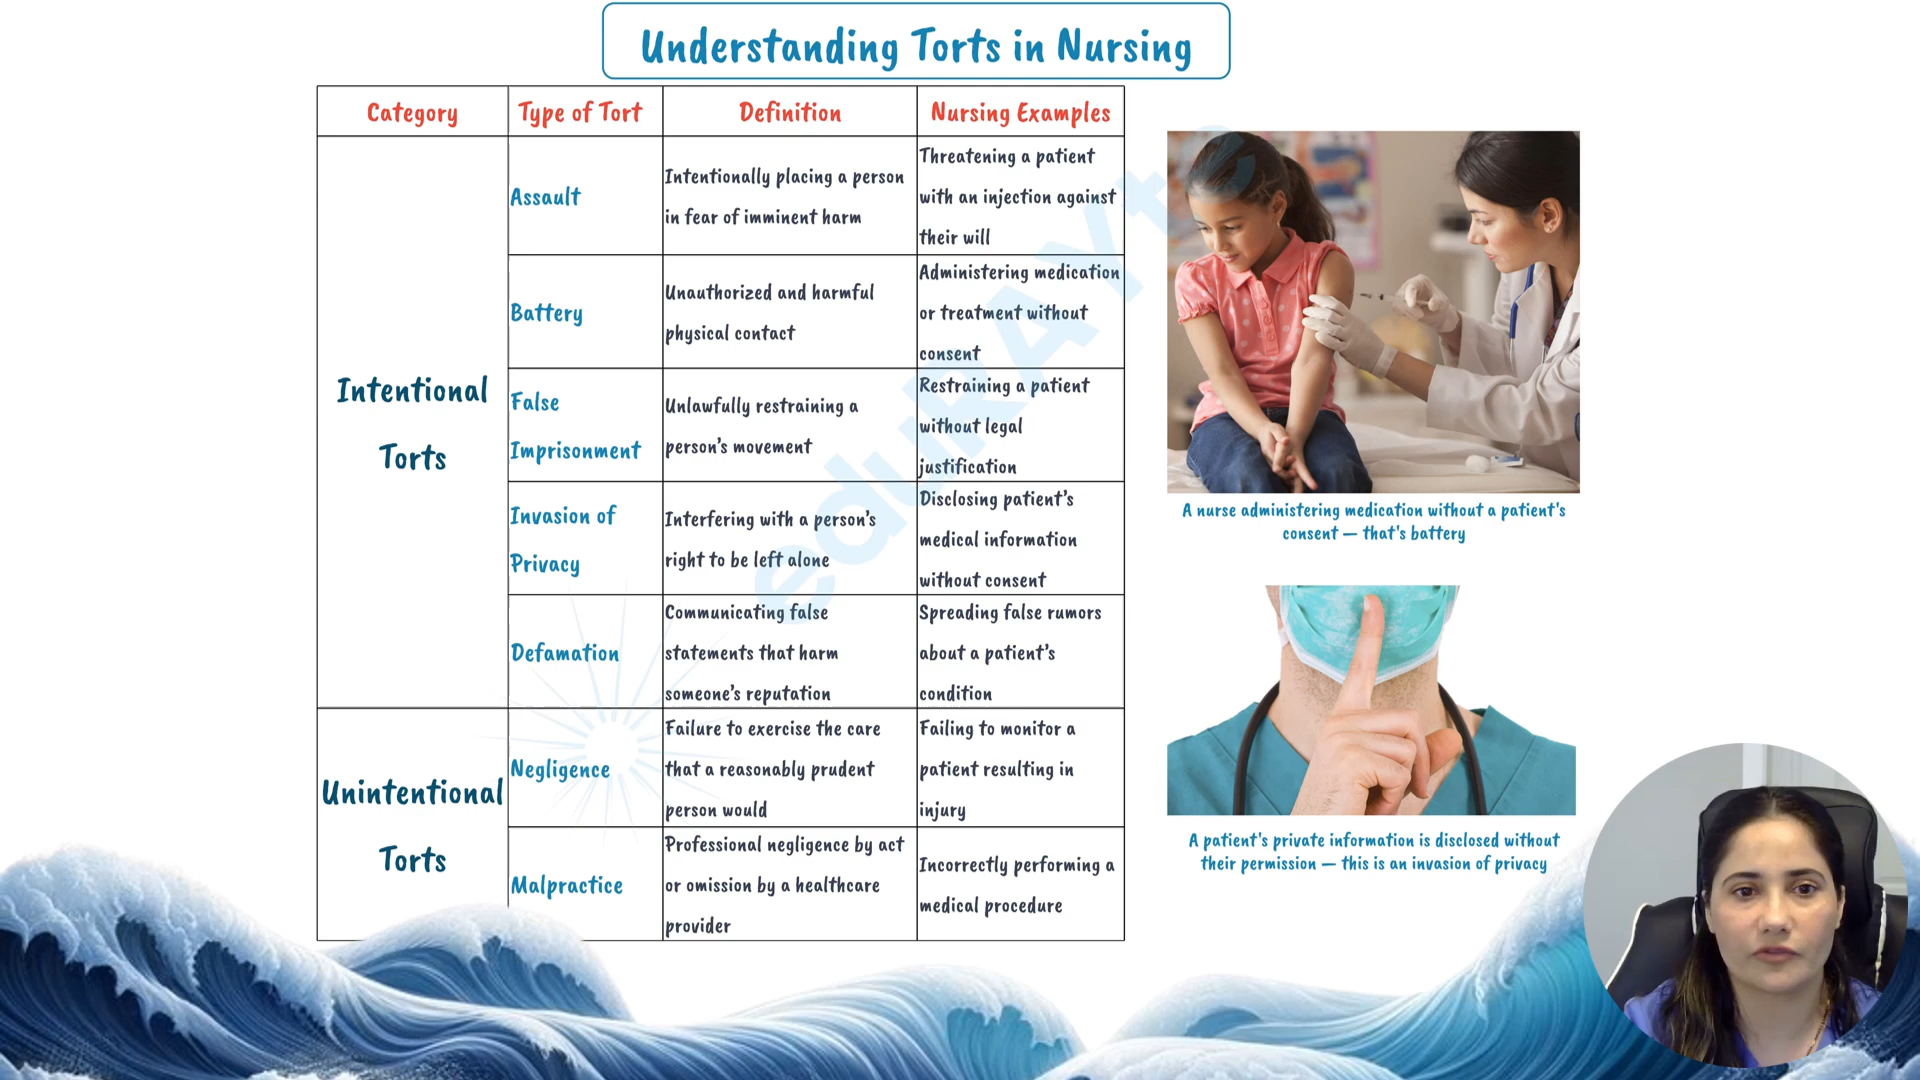 Understanding Torts in Nursing
Category
Type of Tort
Definition
Nursing Examples
Intentional
Torts
Assault
Intentionally placing a person
in fear of imminent harm
Threatening a patient
with an injection against
their will
Battery
Unauthorized and harmful
physical contact
Administering medication
or treatment without
consent
False
Imprisonment
Unlawfully restraining a
person's movement
Restraining a patient
without legal
justification
Invasion of
Privacy
Interfering with a person's
right to be left alone
Disclosing patient's
medical information
without consent
Defamation
Communicating false
statements that harm
someone's reputation
Spreading false rumors
about a patient's
condition
Unintentional
Torts
Negligence
Failure to exercise the care
that a reasonably prudent
person would
Failing to monitor a
patient resulting in
injury
Malpractice
Professional negligence by act
or omission by a healthcare
provider
Incorrectly performing a
medical procedure
A nurse administering medication without a patient's
consent — that's battery
A patient's private information is disclosed without
their permission — this is an invasion of privacy